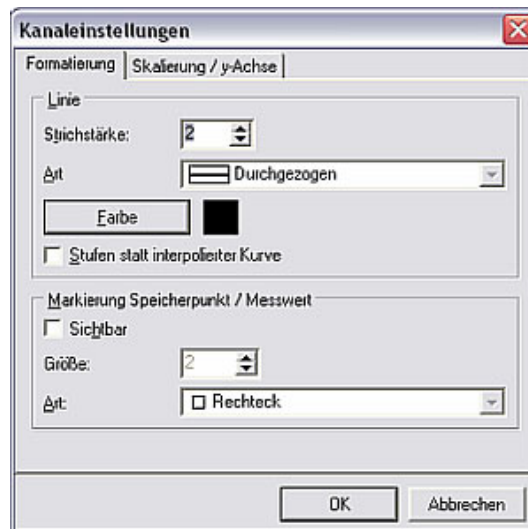 Kanaleinstellungen
Formatierung Skalierung / y-Achse
Linie
Strichstärke: 2
Art Durchgezogen
Farbe
Stufen statt interpolierter Kurve
Markierung Speicherpunkt / Messwert
Sichtbar
Größe: 2
Art: Rechteck
OK Abbrechen